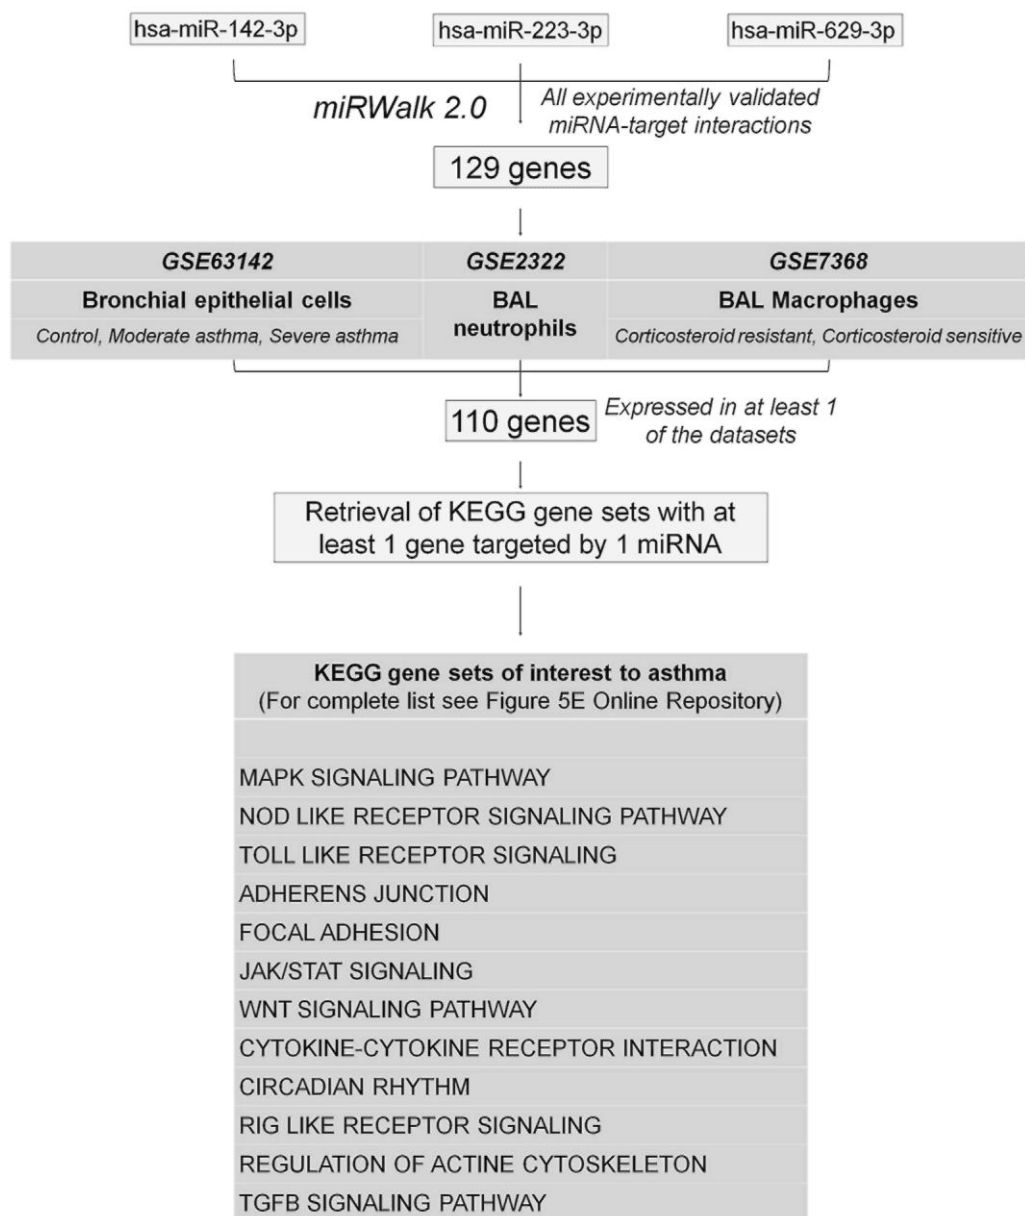 hsa-miR-142-3p
hsa-miR-223-3p
hsa-miR-629-3p
miRWalk 2.0
All experimentally validated
miRNA-target interactions
129 genes
GSE63142
GSE2322
GSE7368
Bronchial epithelial cells
BAL
neutrophils
BAL Macrophages
Control, Moderate asthma, Severe asthma
Corticosteroid resistant, Corticosteroid sensitive
110 genes
Expressed in at least 1
of the datasets
Retrieval of KEGG gene sets with at
least 1 gene targeted by 1 miRNA
KEGG gene sets of interest to asthma
(For complete list see Figure 5E Online Repository)
MAPK SIGNALING PATHWAY
NOD LIKE RECEPTOR SIGNALING PATHWAY
TOLL LIKE RECEPTOR SIGNALING
ADHERENS JUNCTION
FOCAL ADHESION
JAK/STAT SIGNALING
WNT SIGNALING PATHWAY
CYTOKINE-CYTOKINE RECEPTOR INTERACTION
CIRCADIAN RHYTHM
RIG LIKE RECEPTOR SIGNALING
REGULATION OF ACTINE CYTOSKELETON
TGFB SIGNALING PATHWAY